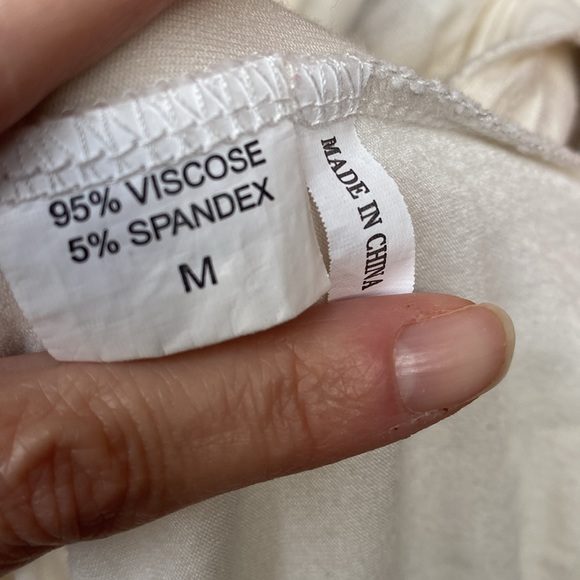 95% VISCOSE
5% SPANDEX
M
MADE IN CHINA